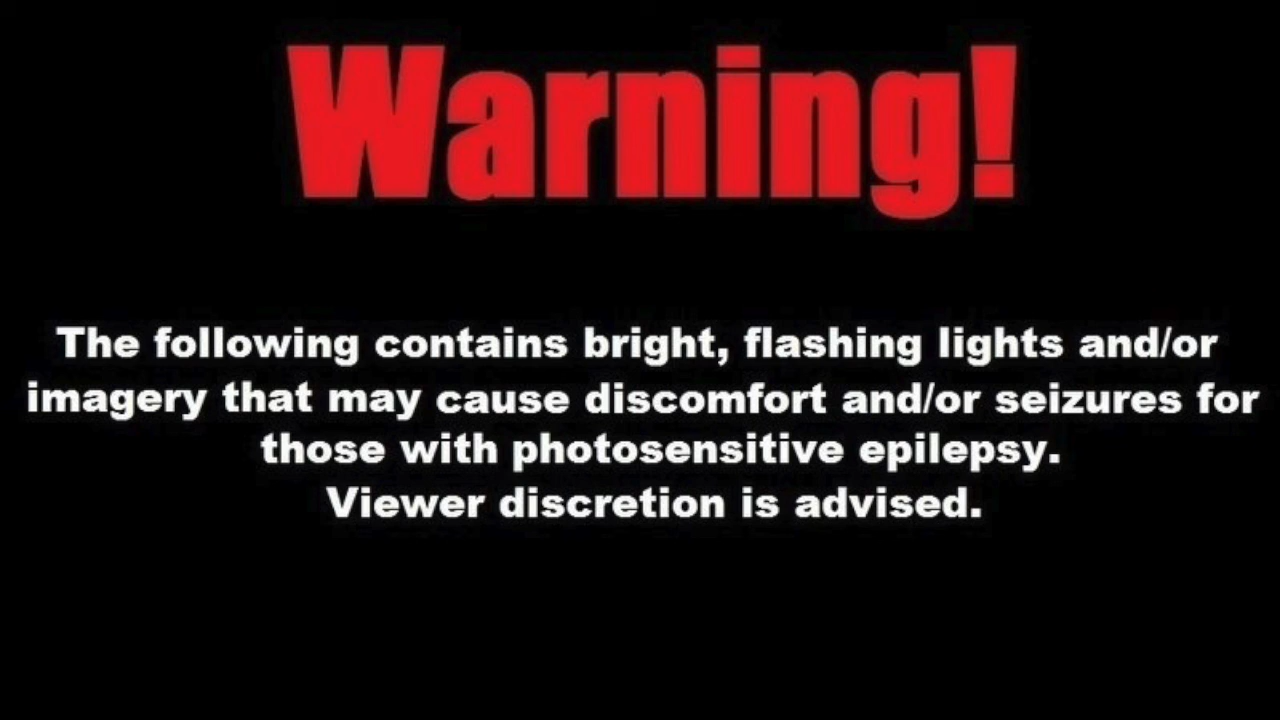 Warning!
The following contains bright, flashing lights and/or
imagery that may cause discomfort and/or seizures for
those with photosensitive epilepsy.
Viewer discretion is advised.